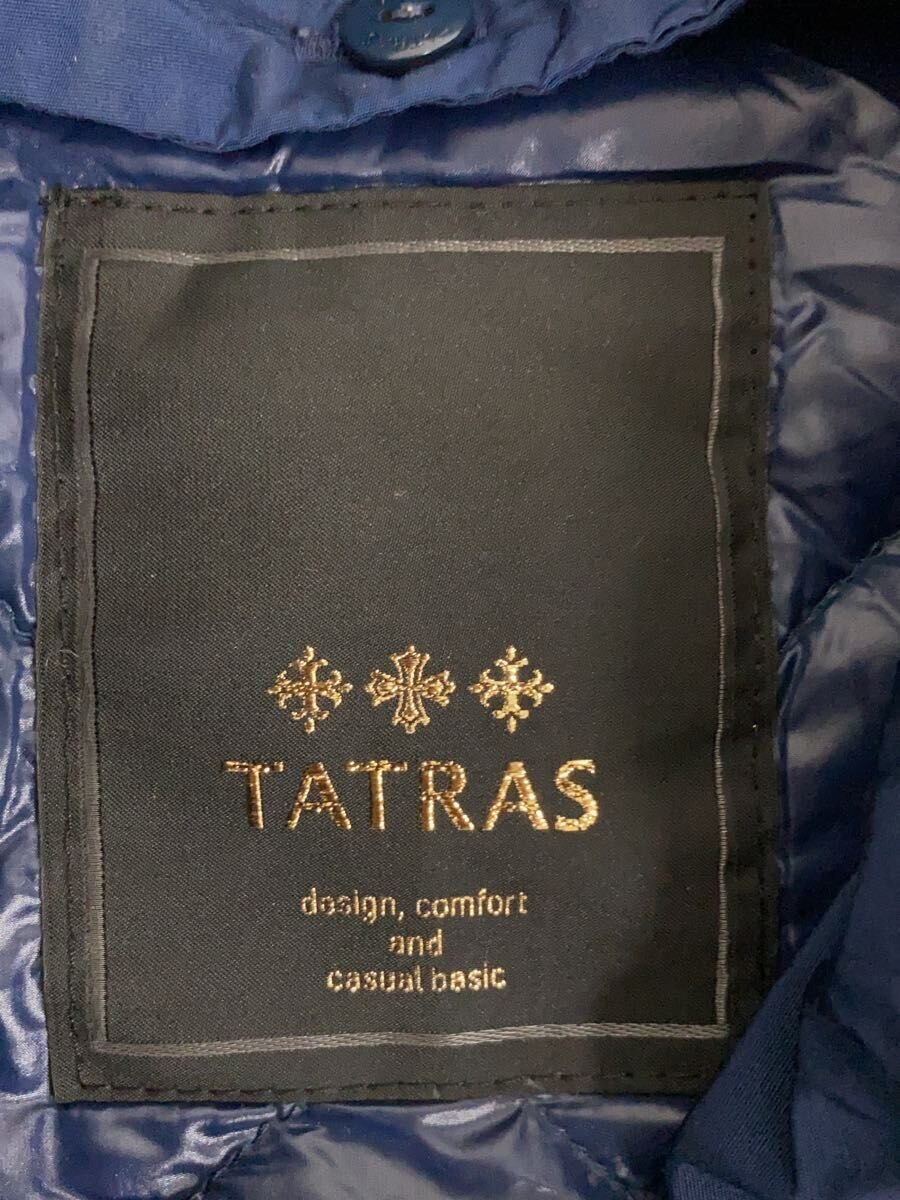 TATRAS
design, comfort
and
casual basic